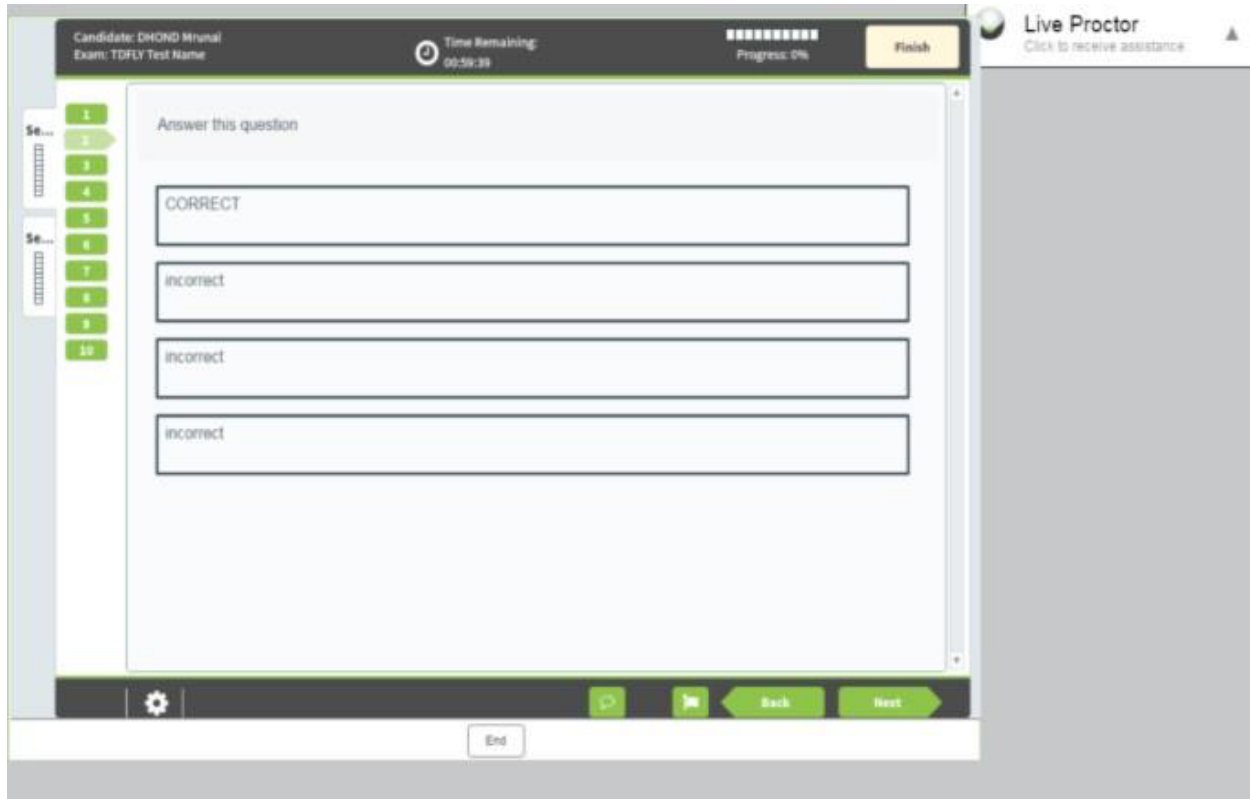 Candidate: DHOND Mrunal
Exam: TDFLY Test Name
Time Remaining:
00:59:39
Progress: 0%
Finish
Live Proctor
Click to receive assistance
Se...
Se...
1
2
3
4
5
6
7
8
9
10
Answer this question
CORRECT
incorrect
incorrect
incorrect
Back
Next
End